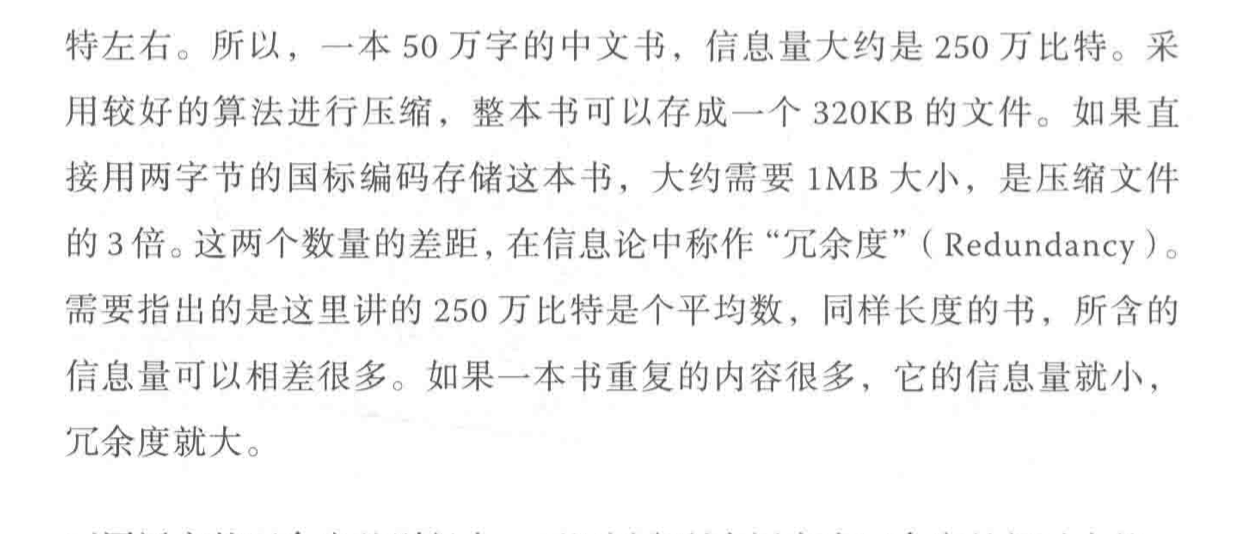 特左右。所以，一本 50 万字的中文书，信息量大约是 250 万比特。采
用较好的算法进行压缩，整本书可以存成一个 320KB 的文件。如果直
接用两字节的国标编码存储这本书，大约需要 1MB 大小，是压缩文件
的 3 倍。这两个数量的差距，在信息论中称作“冗余度”（ Redundancy ）。
需要指出的是这里讲的 250 万比特是个平均数，同样长度的书，所含的
信息量可以相差很多。如果一本书重复的内容很多，它的信息量就小，
冗余度就大。